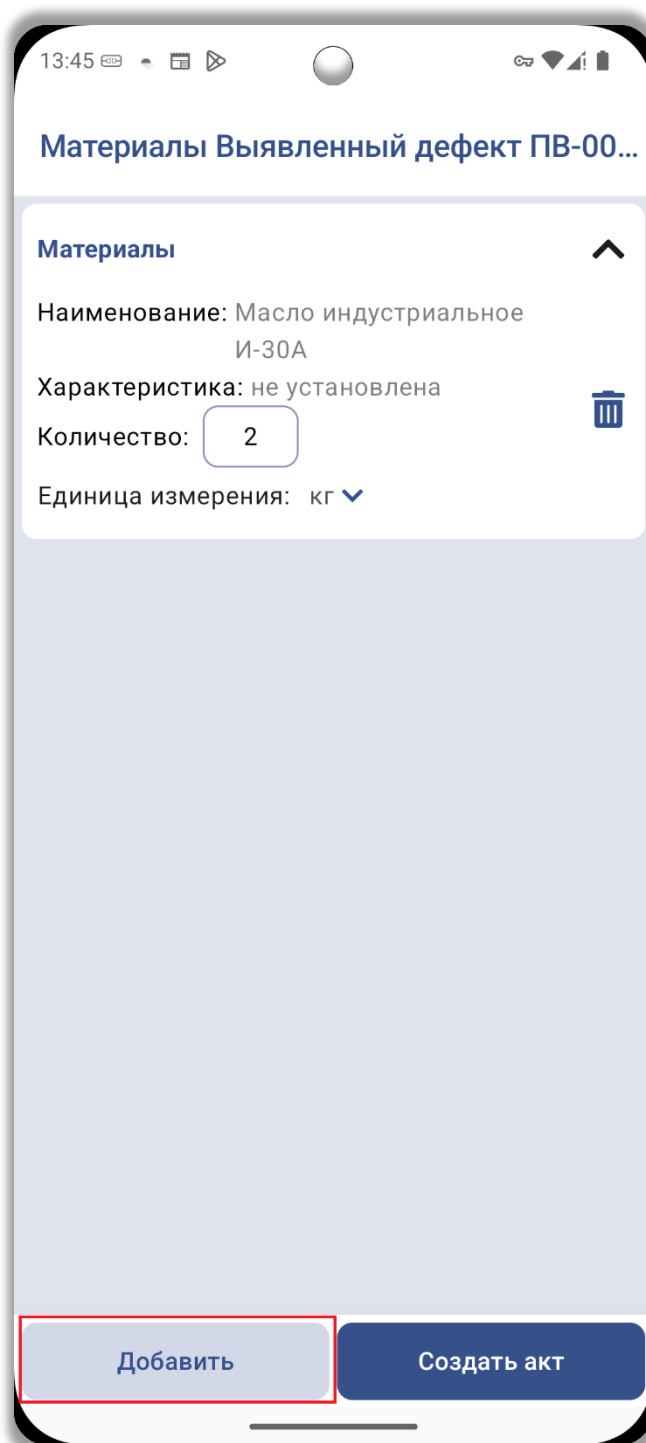 13:45
Материалы Выявленный дефект ПВ-00...
Материалы
Наименование: Масло индустриальное
И-30А
Характеристика: не установлена
Количество: 2
Единица измерения: кг
Добавить
Создать акт